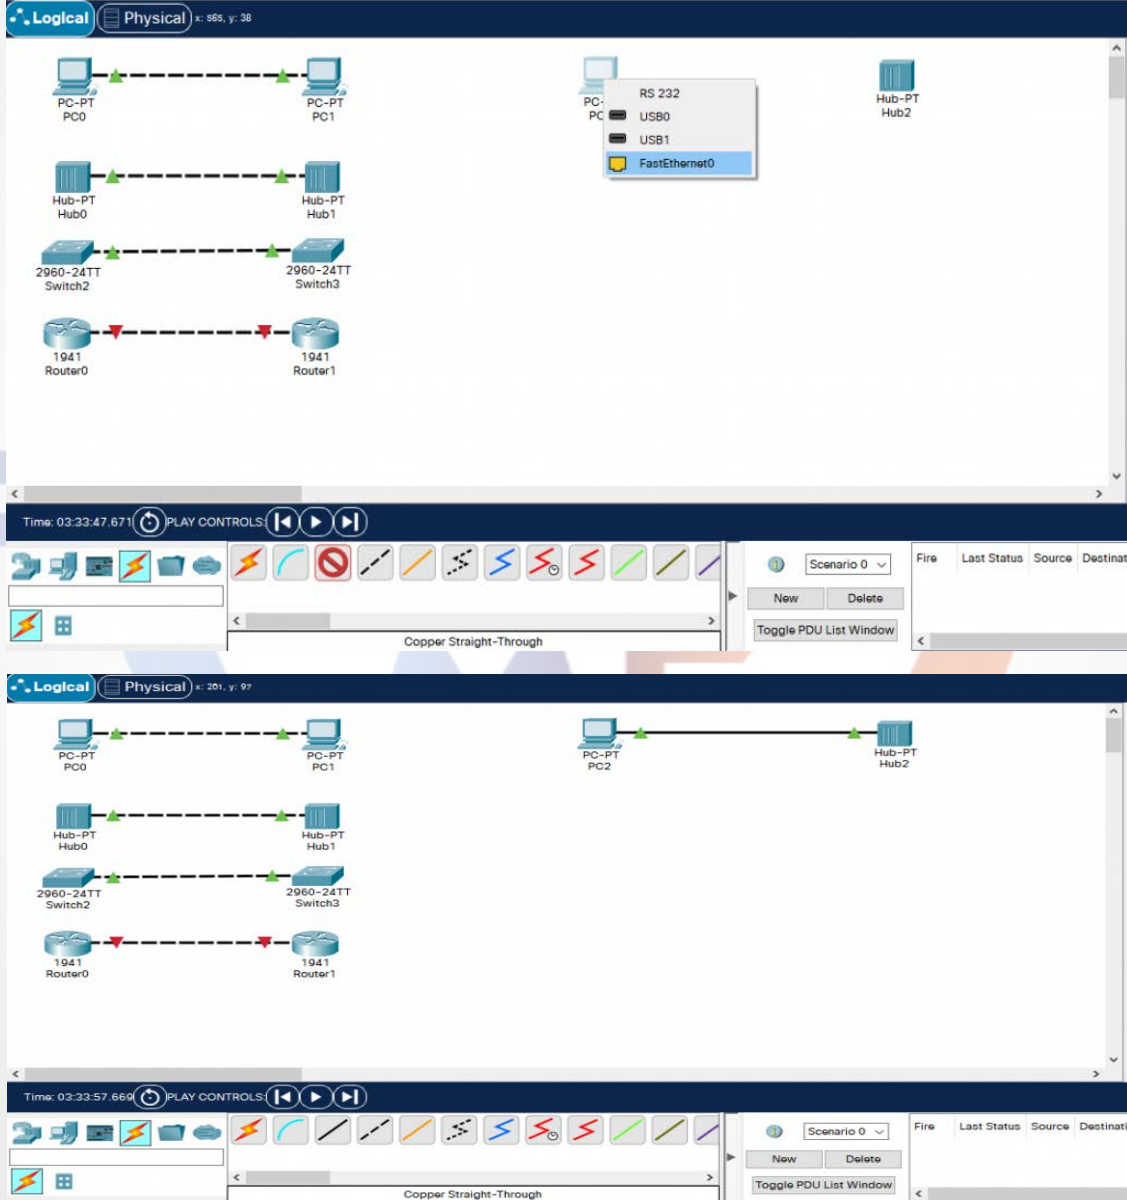 Logical Physical x: 565, y: 38
PC-PT PC-PT PC- Hub-PT
PC0 PC1 PC Hub2
RS 232
USB0
USB1
FastEthernet0
Hub-PT Hub-PT
Hub0 Hub1
2960-24TT 2960-24TT
Switch2 Switch3
1941 1941
Router0 Router1
Time: 03:33:47.671 PLAY CONTROLS:
Scenario 0 Fire Last Status Source Destinat
New Delete
Toggle PDU List Window
Copper Straight-Through
Logical Physical x: 201, y: 97
PC-PT PC-PT PC-PT Hub-PT
PC0 PC1 PC2 Hub2
Hub-PT Hub-PT
Hub0 Hub1
2960-24TT 2960-24TT
Switch2 Switch3
1941 1941
Router0 Router1
Time: 03:33:57.669 PLAY CONTROLS:
Scenario 0 Fire Last Status Source Destinati
New Delete
Toggle PDU List Window
Copper Straight-Through